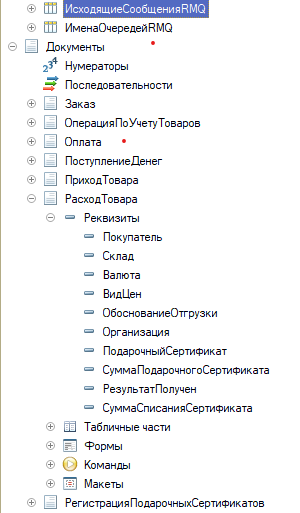 ИсходящиеСообщенияRMQ
ИменаОчередейRMQ
Документы
Нумераторы
Последовательности
Заказ
ОперацияПоУчетуТоваров
Оплата
ПоступлениеДенег
ПриходТовара
РасходТовара
Реквизиты
Покупатель
Склад
Валюта
ВидЦен
ОбоснованиеОтгрузки
Организация
ПодарочныйСертификат
СуммаПодарочногоСертификата
РезультатПолучен
СуммаСписанияСертификата
Табличные части
Формы
Команды
Макеты
РегистрацияПодарочныхСертификатов